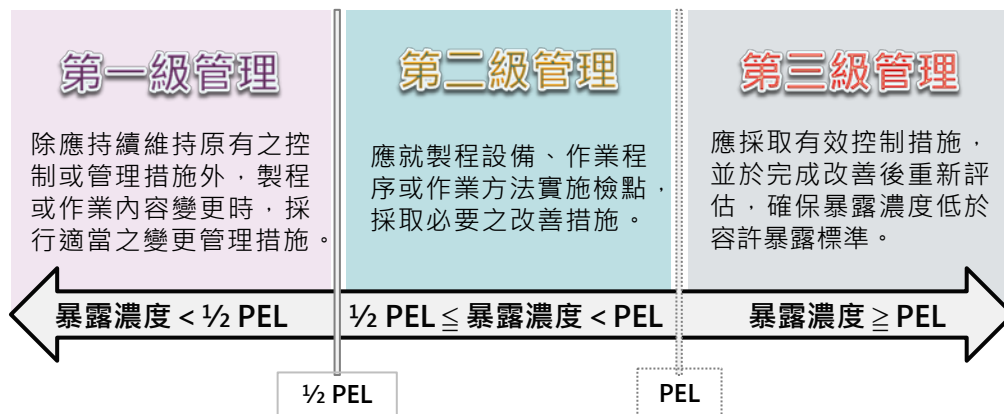 第一級管理
除應持續維持原有之控
制或管理措施外，製程
或作業內容變更時，採
行適當之變更管理措施。
第二級管理
應就製程設備、作業程
序或作業方法實施檢點，
採取必要之改善措施。
第三級管理
應採取有效控制措施，
並於完成改善後重新評
估，確保暴露濃度低於
容許暴露標準。
暴露濃度 < ½ PEL
½ PEL ≦ 暴露濃度 < PEL
暴露濃度 ≧ PEL
½ PEL
PEL